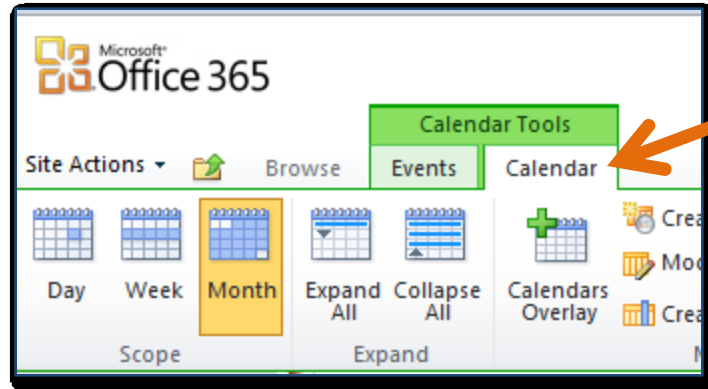 Microsoft
Office 365
Calendar Tools
Site Actions Browse Events Calendar
Day Week Month Expand All Collapse All Calendars Overlay
Scope Expand